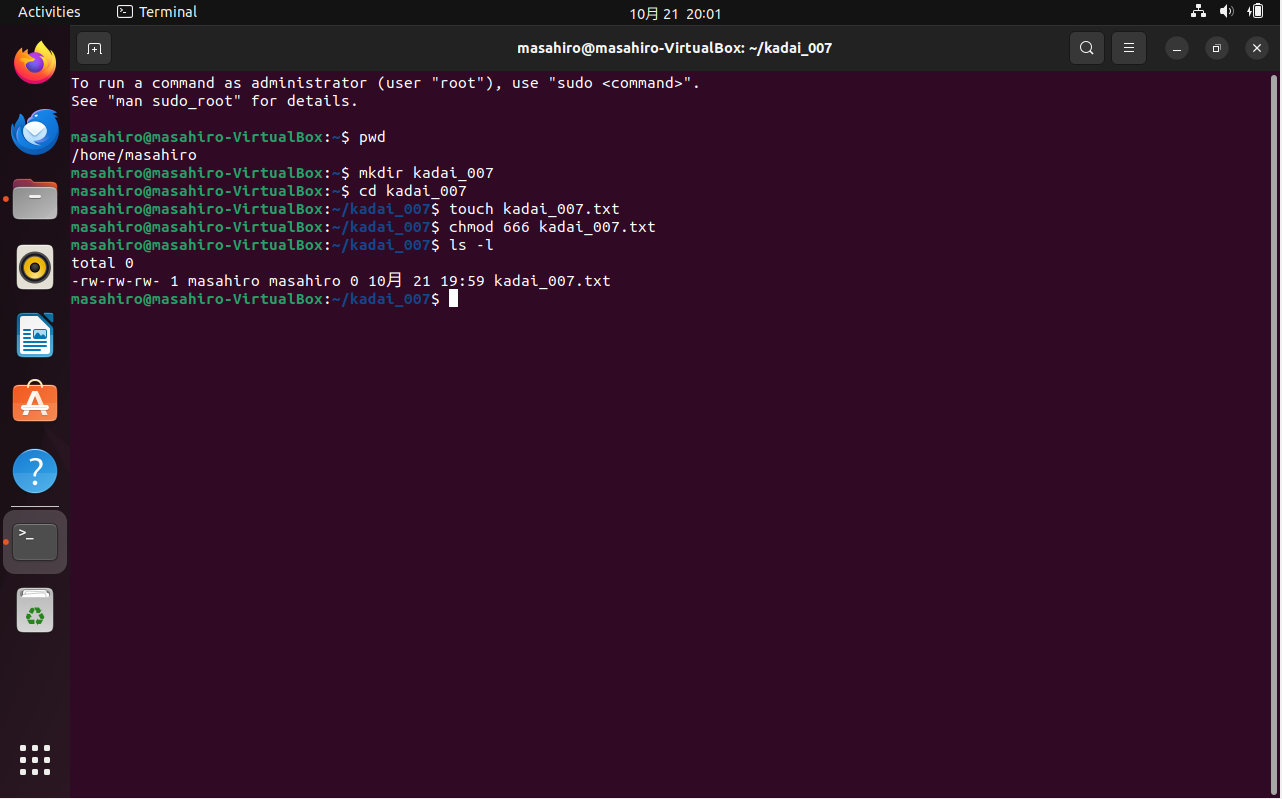 Activities Terminal 10月 21 20:01
masahiro@masahiro-VirtualBox: ~/kadai_007
To run a command as administrator (user "root"), use "sudo <command>".
See "man sudo_root" for details.
masahiro@masahiro-VirtualBox:~$ pwd
/home/masahiro
masahiro@masahiro-VirtualBox:~$ mkdir kadai_007
masahiro@masahiro-VirtualBox:~$ cd kadai_007
masahiro@masahiro-VirtualBox:~/kadai_007$ touch kadai_007.txt
masahiro@masahiro-VirtualBox:~/kadai_007$ chmod 666 kadai_007.txt
masahiro@masahiro-VirtualBox:~/kadai_007$ ls -l
total 0
-rw-rw-rw- 1 masahiro masahiro 0 10月 21 19:59 kadai_007.txt
masahiro@masahiro-VirtualBox:~/kadai_007$